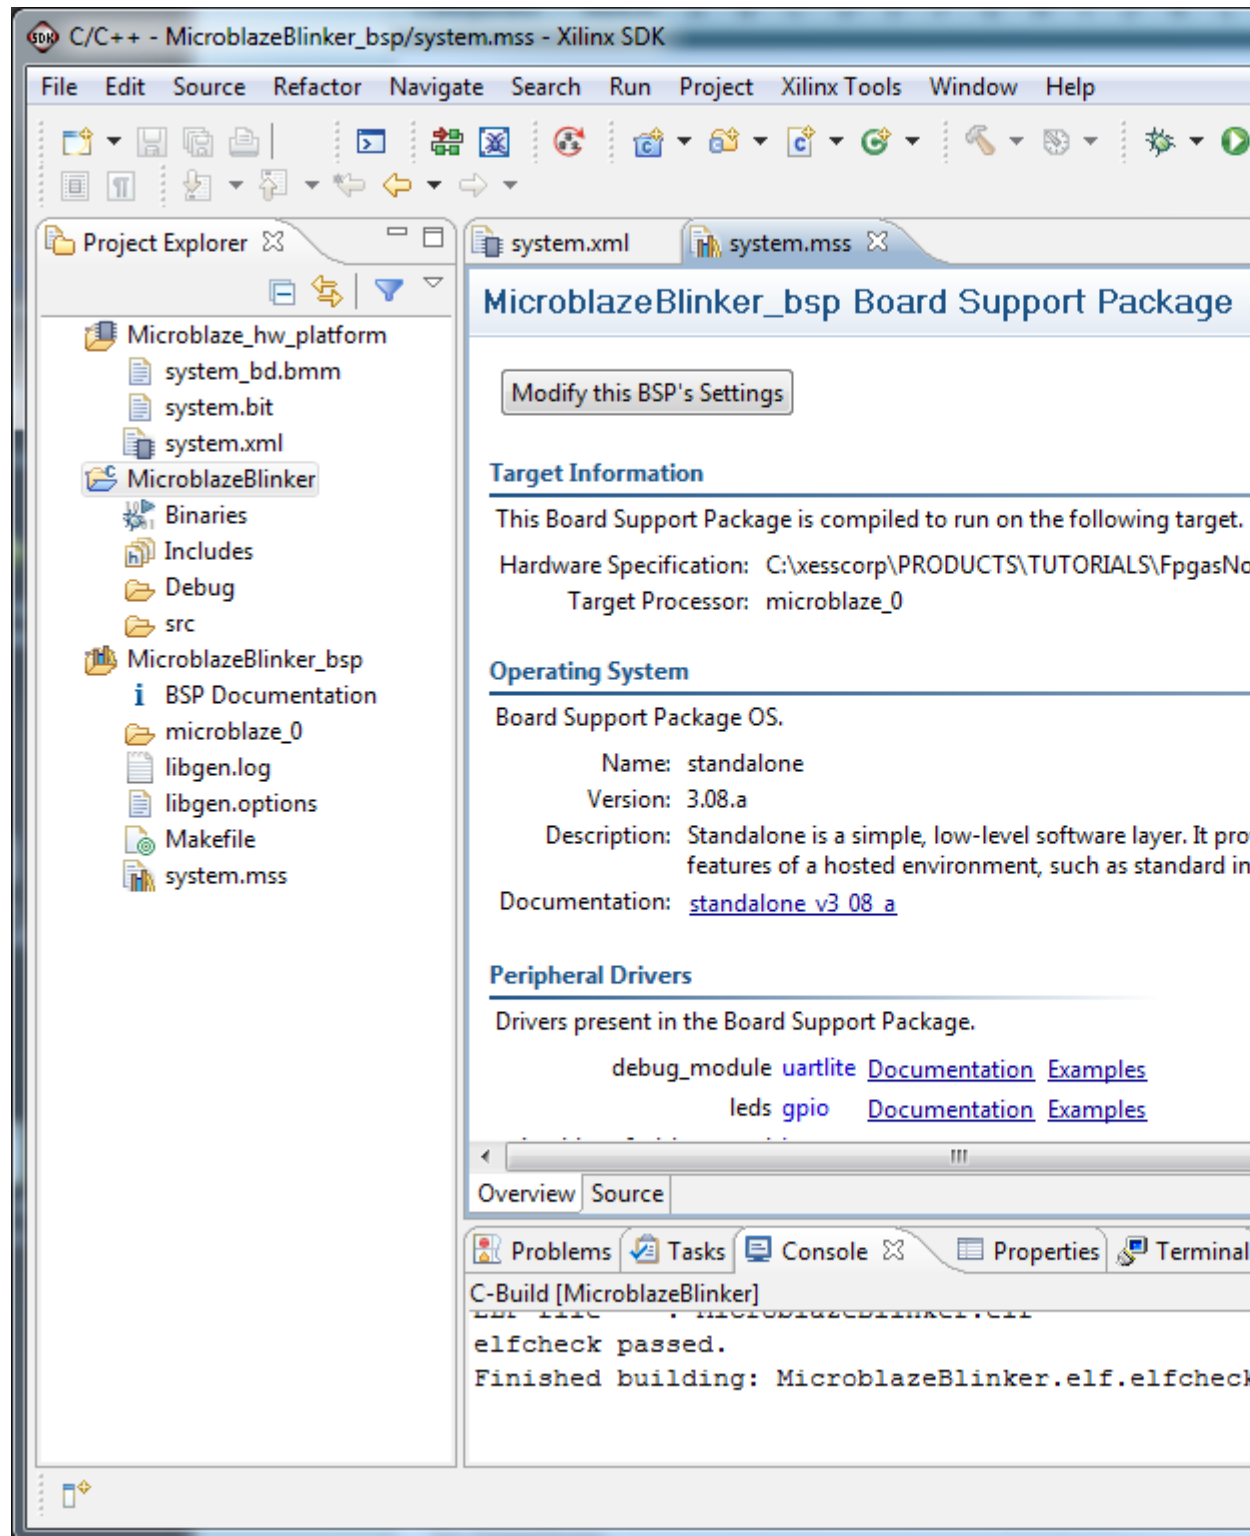 C/C++ - MicroblazeBlinker_bsp/system.mss - Xilinx SDK
File Edit Source Refactor Navigate Search Run Project Xilinx Tools Window Help
Project Explorer
system.xml
system.mss
Microblaze_hw_platform
system_bd.bmm
system.bit
system.xml
MicroblazeBlinker
Binaries
Includes
Debug
src
MicroblazeBlinker_bsp
BSP Documentation
microblaze_0
libgen.log
libgen.options
Makefile
system.mss
MicroblazeBlinker_bsp Board Support Package
Modify this BSP's Settings
Target Information
This Board Support Package is compiled to run on the following target.
Hardware Specification: C:\xesscorp\PRODUCTS\TUTORIALS\FpgasNo
Target Processor: microblaze_0
Operating System
Board Support Package OS.
Name: standalone
Version: 3.08.a
Description: Standalone is a simple, low-level software layer. It pro
features of a hosted environment, such as standard in
Documentation: standalone_v3_08_a
Peripheral Drivers
Drivers present in the Board Support Package.
debug_module uartlite Documentation Examples
leds gpio Documentation Examples
Overview Source
Problems Tasks Console Properties Terminal
C-Build [MicroblazeBlinker]
elfcheck passed.
Finished building: MicroblazeBlinker.elf.elfcheck